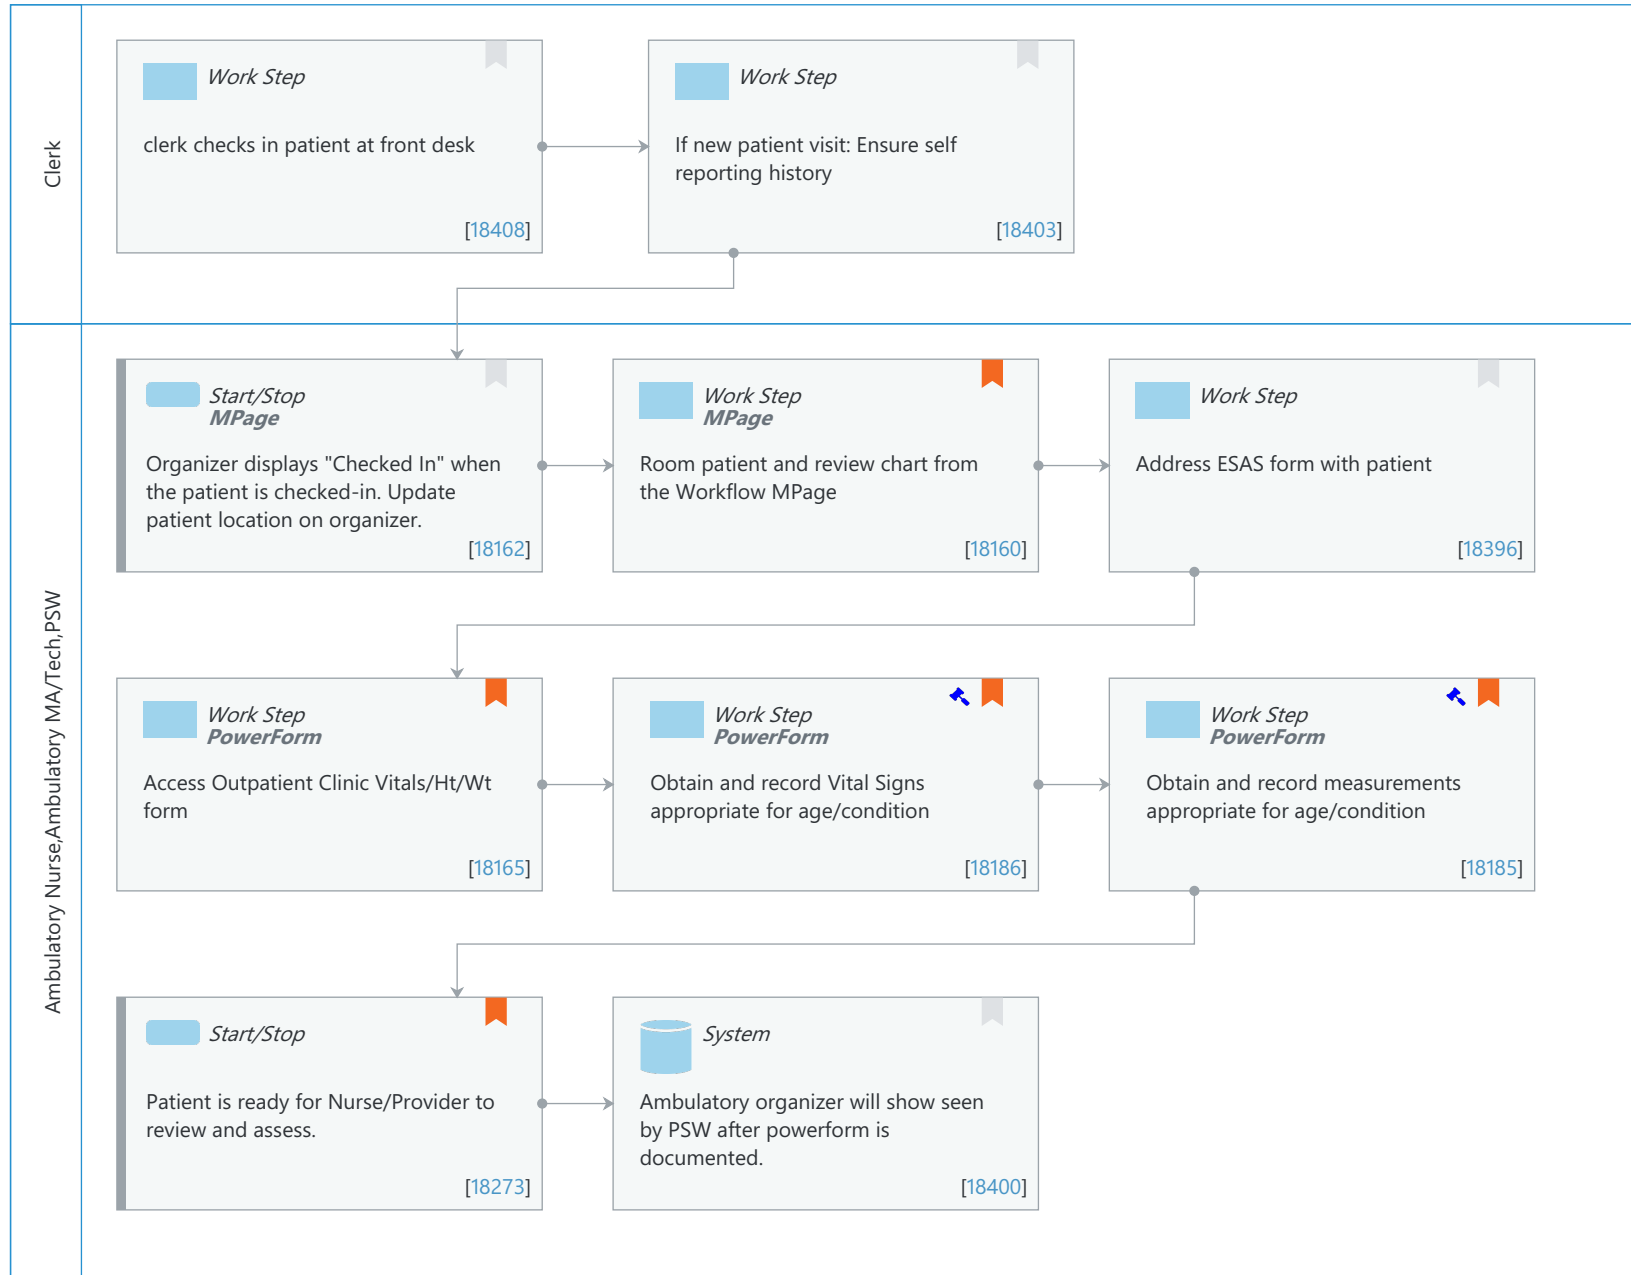 Clerk
Work Step
clerk checks in patient at front desk
[18408]
Work Step
If new patient visit: Ensure self
reporting history
[18403]
Ambulatory Nurse,Ambulatory MA/Tech,PSW
Start/Stop
MPage
Organizer displays "Checked In" when
the patient is checked-in. Update
patient location on organizer.
[18162]
Work Step
MPage
Room patient and review chart from
the Workflow MPage
[18160]
Work Step
Address ESAS form with patient
[18396]
Work Step
PowerForm
Access Outpatient Clinic Vitals/Ht/Wt
form
[18165]
Work Step
PowerForm
Obtain and record Vital Signs
appropriate for age/condition
[18186]
Work Step
PowerForm
Obtain and record measurements
appropriate for age/condition
[18185]
Start/Stop
Patient is ready for Nurse/Provider to
review and assess.
[18273]
System
Ambulatory organizer will show seen
by PSW after powerform is
documented.
[18400]